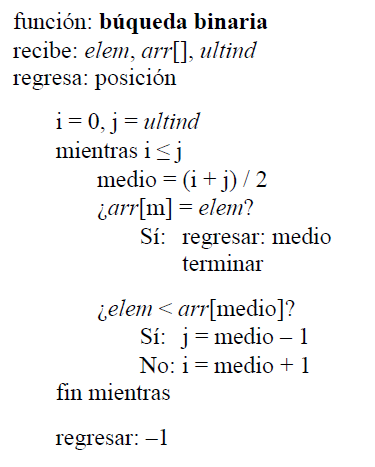 función: búqueda binaria
recibe: elem, arr[], ultind
regresa: posición
i = 0, j = ultind
mientras i ≤ j
medio = (i + j) / 2
¿arr[m] = elem?
Sí: regresar: medio
terminar
¿elem < arr[medio]?
Sí: j = medio – 1
No: i = medio + 1
fin mientras
regresar: –1